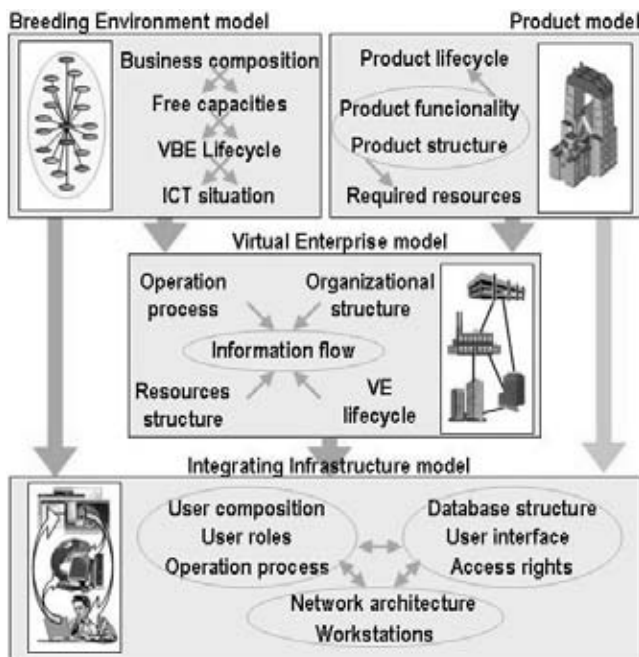 Breeding Environment model
Business composition
Free capacities
VBE Lifecycle
ICT situation
Product model
Product lifecycle
Product funcionality
Product structure
Required resources
Virtual Enterprise model
Operation
process
Organizational
structure
Information flow
Resources
structure
VE
lifecycle
Integrating Infrastructure model
User composition
User roles
Operation process
Database structure
User interface
Access rights
Network architecture
Workstations